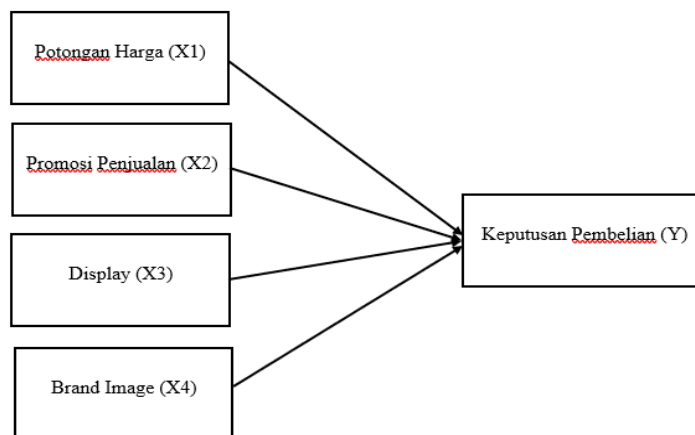 Potongan Harga (X1)
Promosi Penjualan (X2)
Keputusan Pembelian (Y)
Display (X3)
Brand Image (X4)